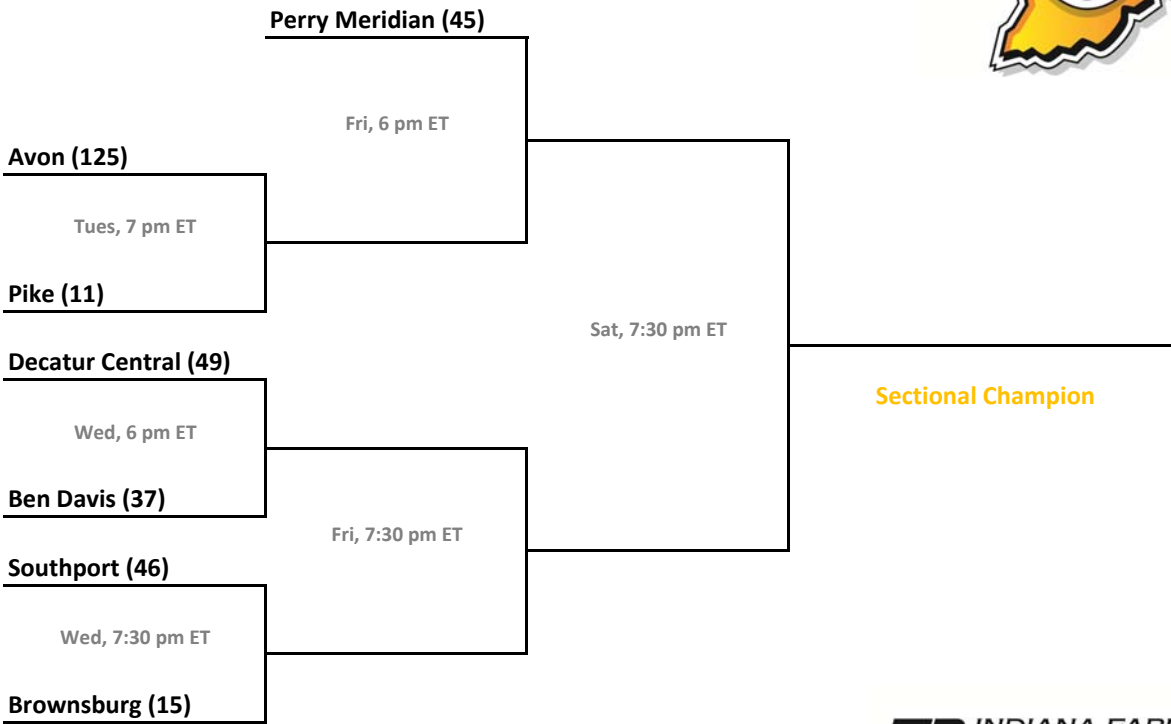 Perry Meridian (45)
Fri, 6 pm ET
Avon (125)
Tues, 7 pm ET
Pike (11)
Sat, 7:30 pm ET
Decatur Central (49)
Sectional Champion
Wed, 6 pm ET
Ben Davis (37)
Fri, 7:30 pm ET
Southport (46)
Wed, 7:30 pm ET
Brownsburg (15)
INDIANA